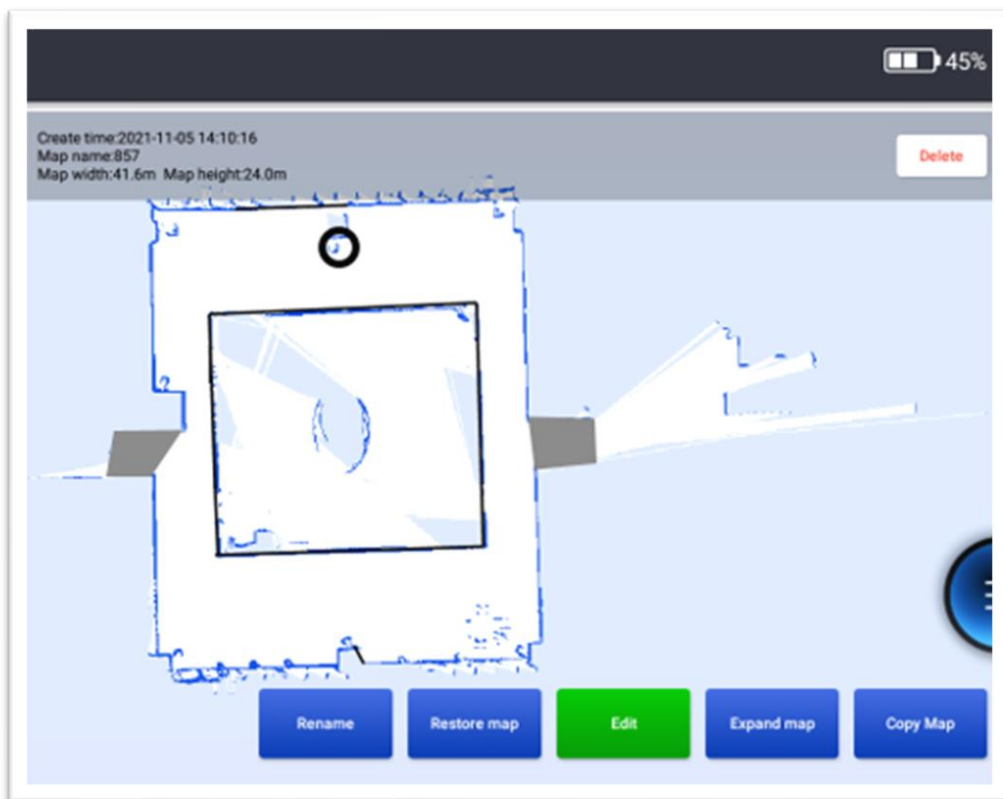 45%
Create time:2021-11-05 14:10:16
Map name:857
Map width:41.6m Map height:24.0m
Delete
Rename
Restore map
Edit
Expand map
Copy Map